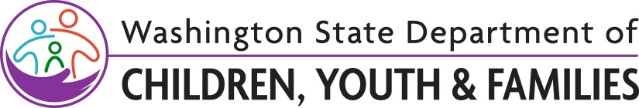 Washington State Department of
CHILDREN, YOUTH & FAMILIES